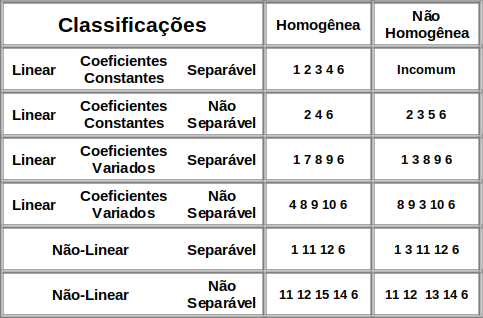 Classificações Homogênea Não Homogênea
Linear Coeficientes Constantes Separável 1 2 3 4 6 Incomum
Linear Coeficientes Constantes Não Separável 2 4 6 2 3 5 6
Linear Coeficientes Variados Separável 1 7 8 9 6 1 3 8 9 6
Linear Coeficientes Variados Não Separável 4 8 9 10 6 8 9 3 10 6
Não-Linear Separável 1 11 12 6 1 3 11 12 6
Não-Linear Não Separável 11 12 15 14 6 11 12 13 14 6